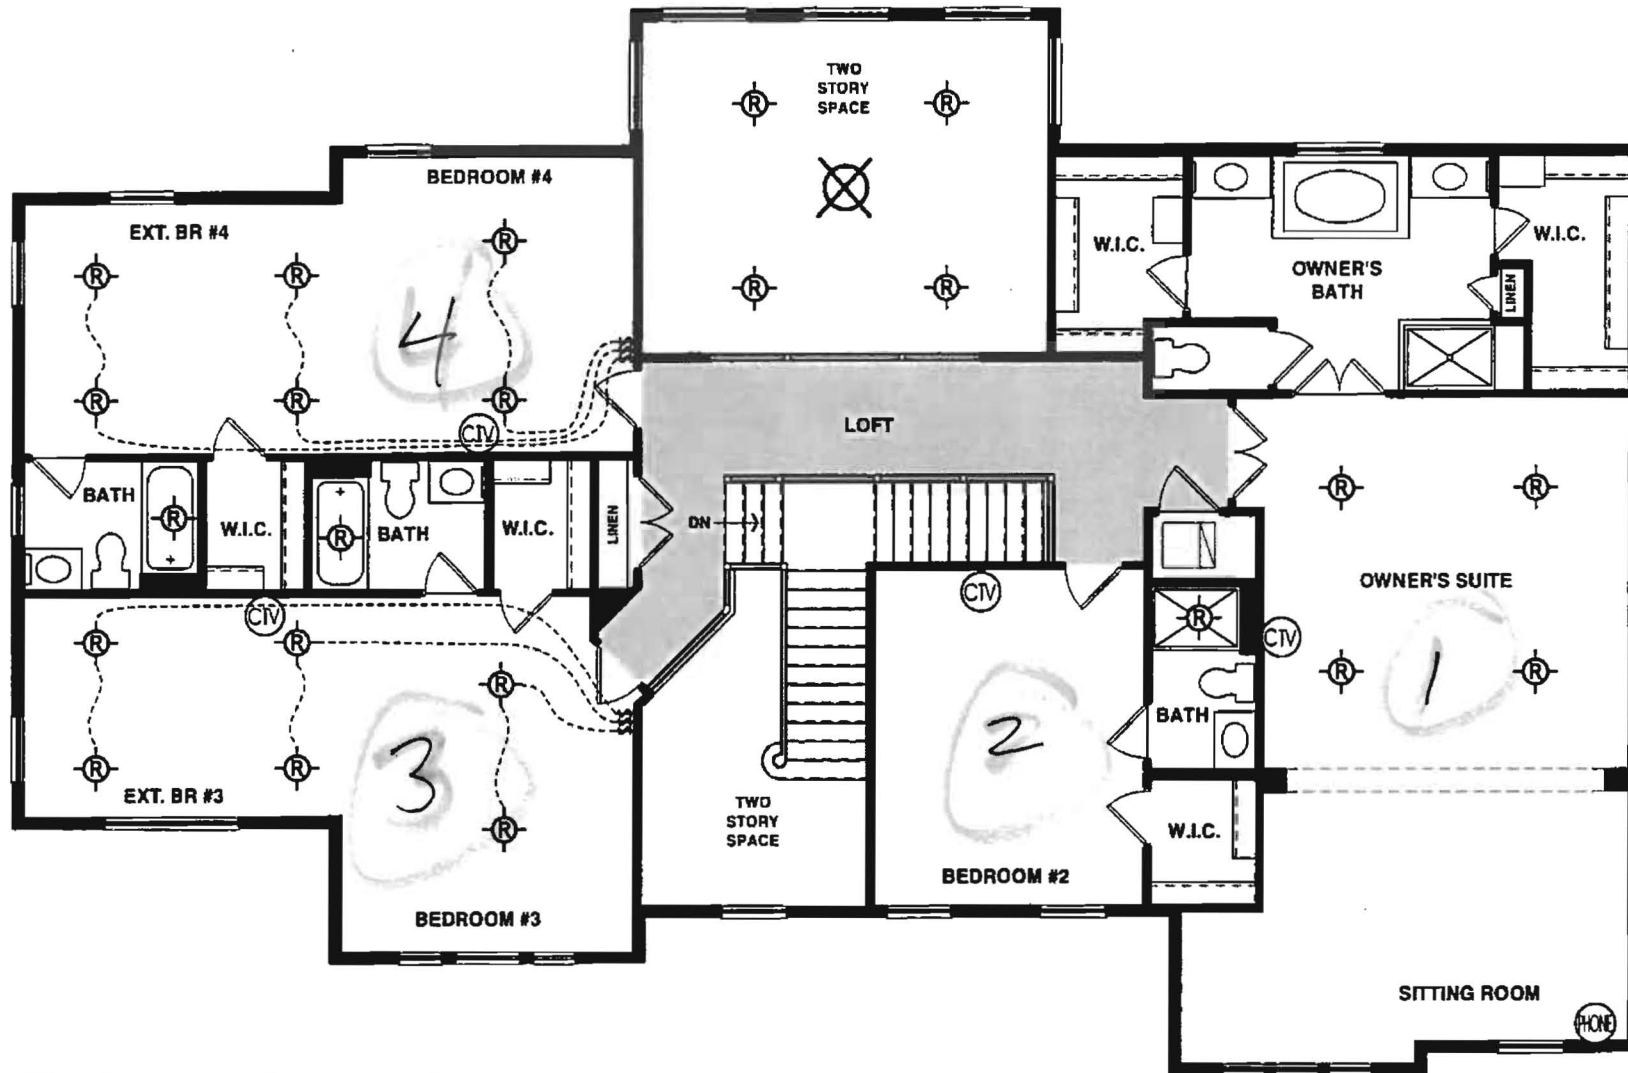 TWO
STORY
SPACE
R
R
BEDROOM #4
EXT. BR #4
R
R
R
4
W.I.C.
OWNER'S
BATH
LINEN
W.I.C.
R
R
R
R
R
CTV
LOFT
BATH
R
W.I.C.
R
BATH
W.I.C.
LINEN
DN
R
R
CTV
CTV
R
OWNER'S SUITE
CTV
R
R
R
1
R
R
BATH
2
R
R
3
EXT. BR #3
R
TWO
STORY
SPACE
W.I.C.
BEDROOM #2
BEDROOM #3
SITTING ROOM
PHONE